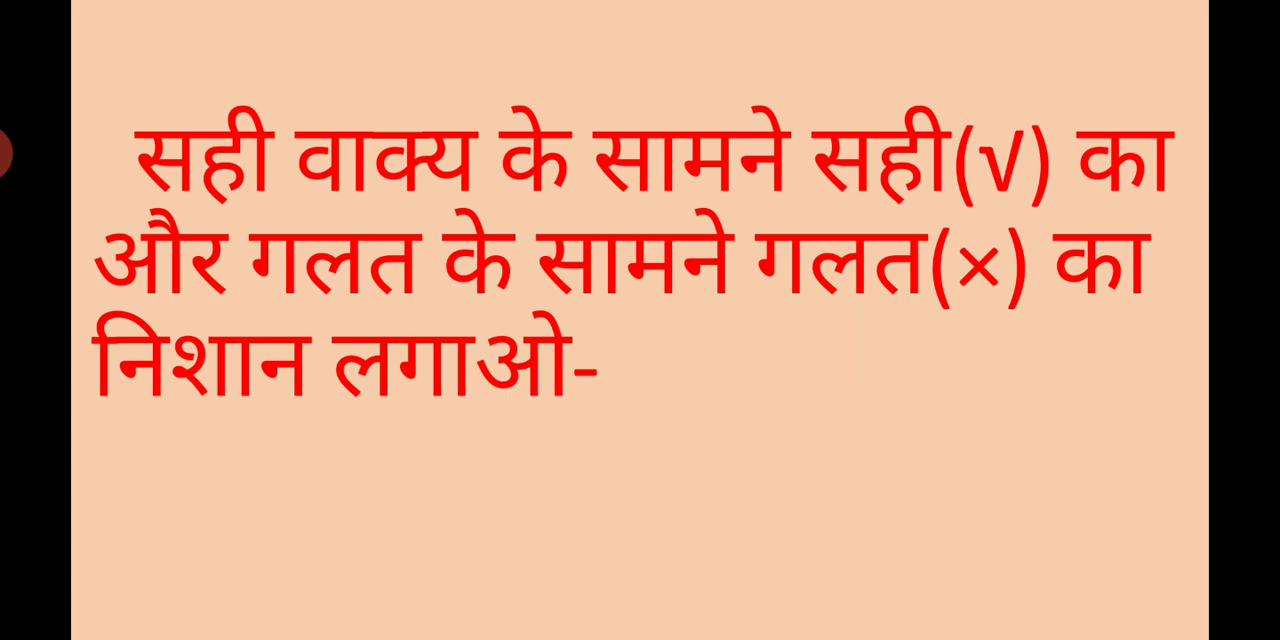 सही वाक्य के सामने सही(√) का
और गलत के सामने गलत(×) का
निशान लगाओ-